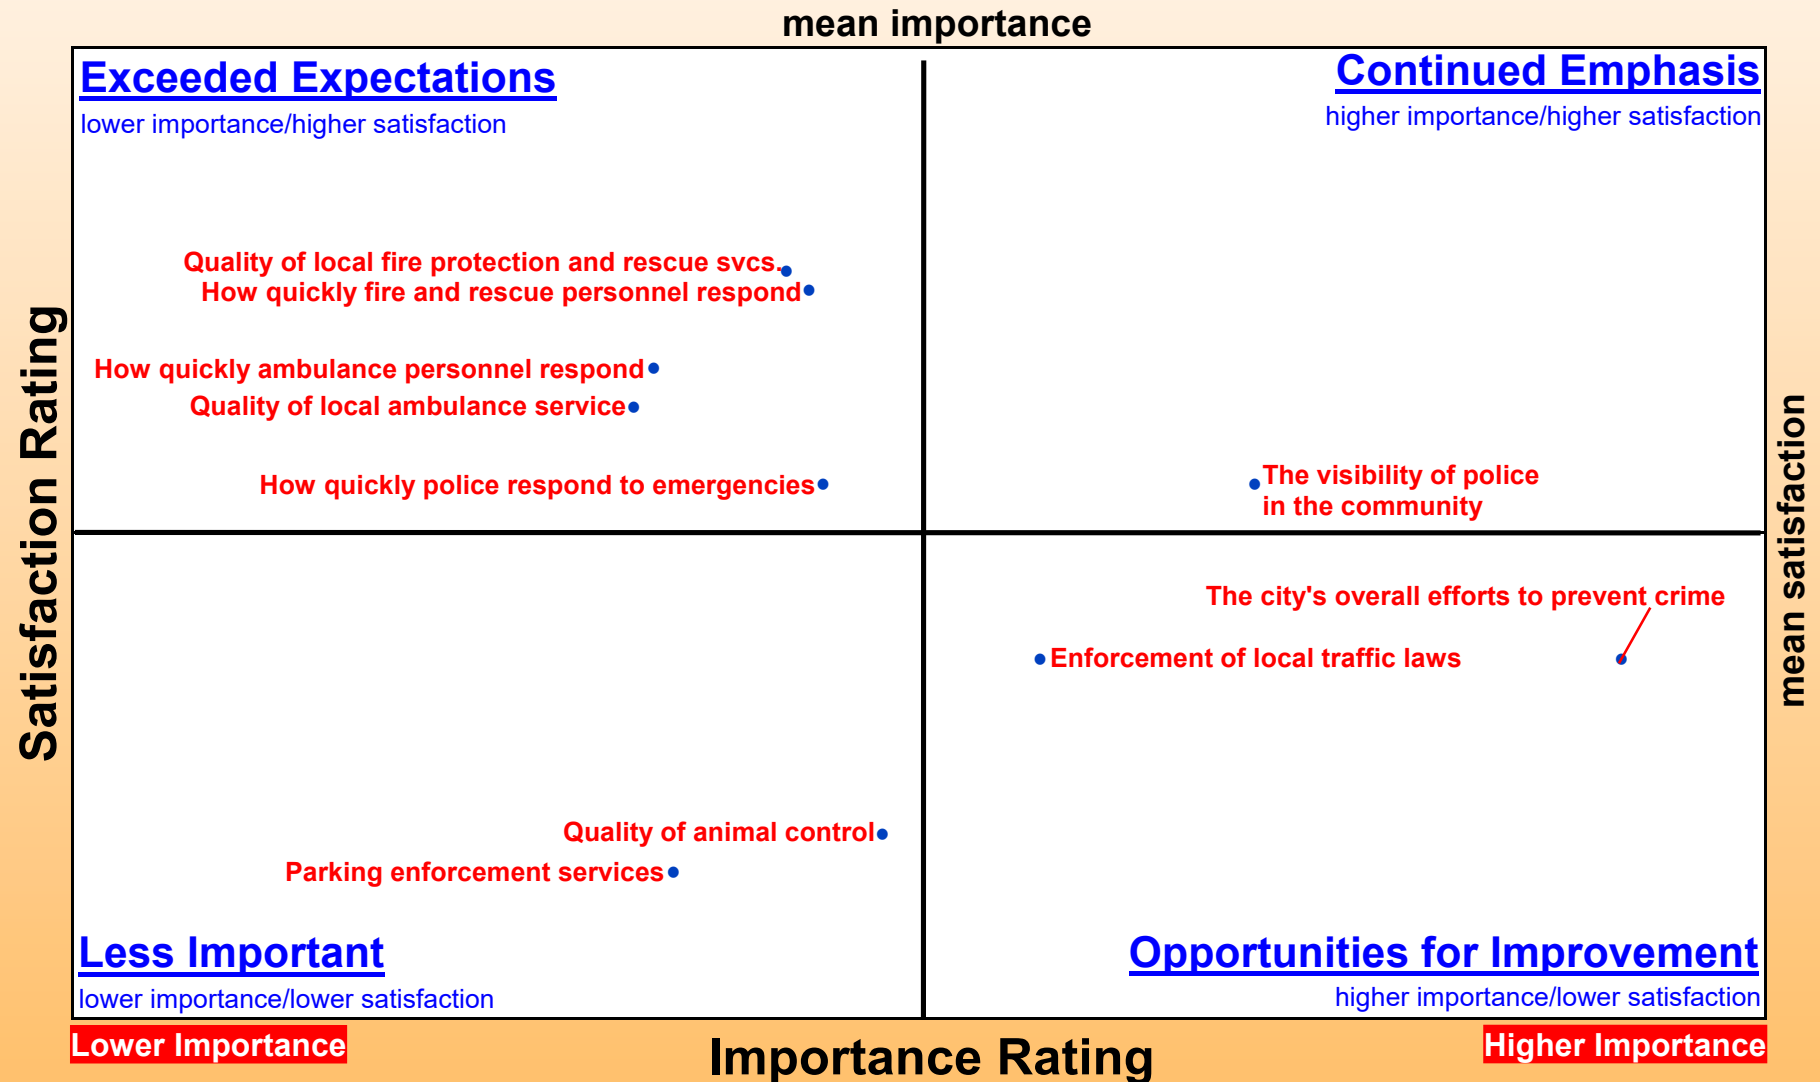 mean importance
Exceeded Expectations
lower importance/higher satisfaction
Continued Emphasis
higher importance/higher satisfaction
Quality of local fire protection and rescue svcs.
How quickly fire and rescue personnel respond
How quickly ambulance personnel respond
Quality of local ambulance service
How quickly police respond to emergencies
The visibility of police
in the community
Satisfaction Rating
mean satisfaction
The city's overall efforts to prevent crime
Enforcement of local traffic laws
Quality of animal control
Parking enforcement services
Less Important
lower importance/lower satisfaction
Opportunities for Improvement
higher importance/lower satisfaction
Lower Importance
Importance Rating
Higher Importance